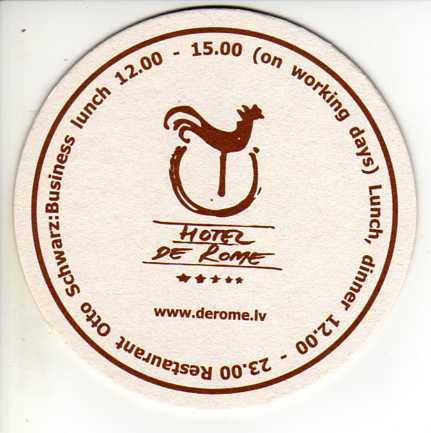 Restaurant Otto Schwarz:Business lunch 12.00 - 15.00 (on working days) Lunch, dinner 12.00 - 23.00
HOTEL
DE ROME
www.derome.lv